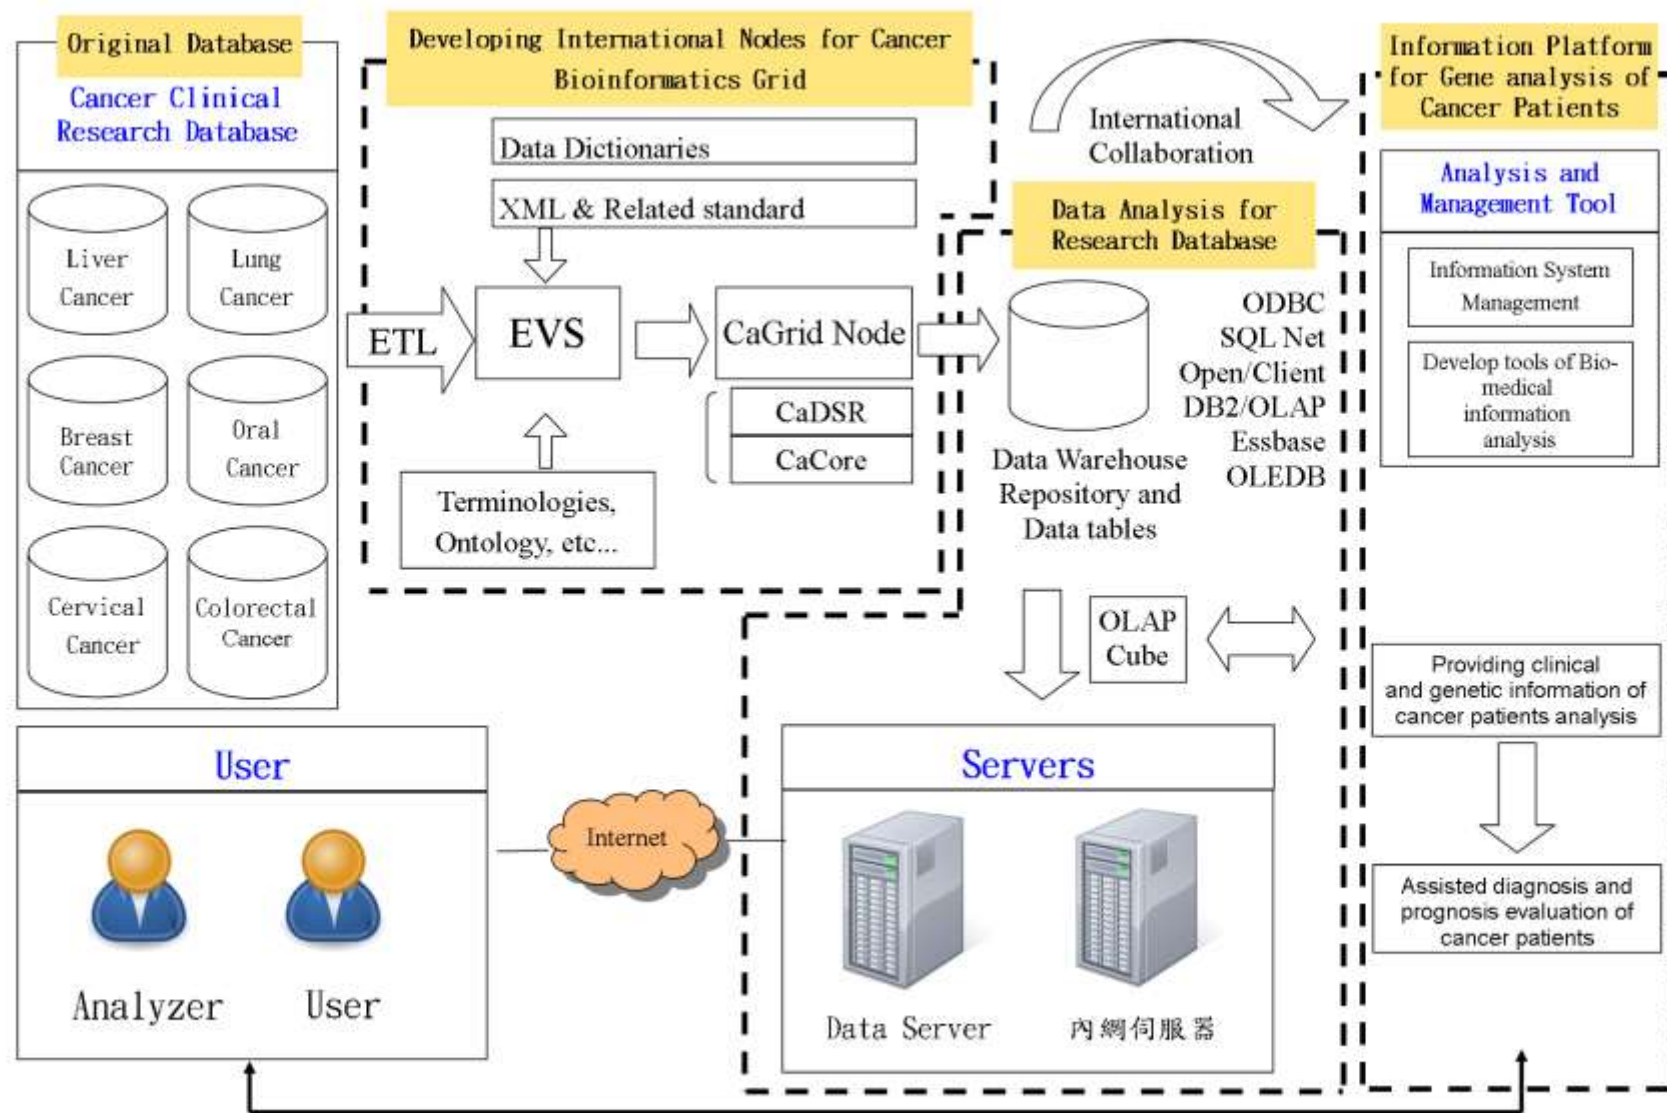 Original Database
Cancer Clinical
Research Database
Liver
Cancer
Lung
Cancer
Breast
Cancer
Oral
Cancer
Cervical
Cancer
Colorectal
Cancer
Developing International Nodes for Cancer
Bioinformatics Grid
Data Dictionaries
XML & Related standard
ETL
EVS
CaGrid Node
CaDSR
CaCore
Terminologies,
Ontology, etc...
International
Collaboration
Data Analysis for
Research Database
ODBC
SQL Net
Open/Client
DB2/OLAP
Essbase
OLEDB
Data Warehouse
Repository and
Data tables
OLAP
Cube
Information Platform
for Gene analysis of
Cancer Patients
Analysis and
Management Tool
Information System
Management
Develop tools of Bio-
medical
information
analysis
Providing clinical
and genetic information of
cancer patients analysis
Assisted diagnosis and
prognosis evaluation of
cancer patients
User
Analyzer
User
Internet
Servers
Data Server
內網伺服器